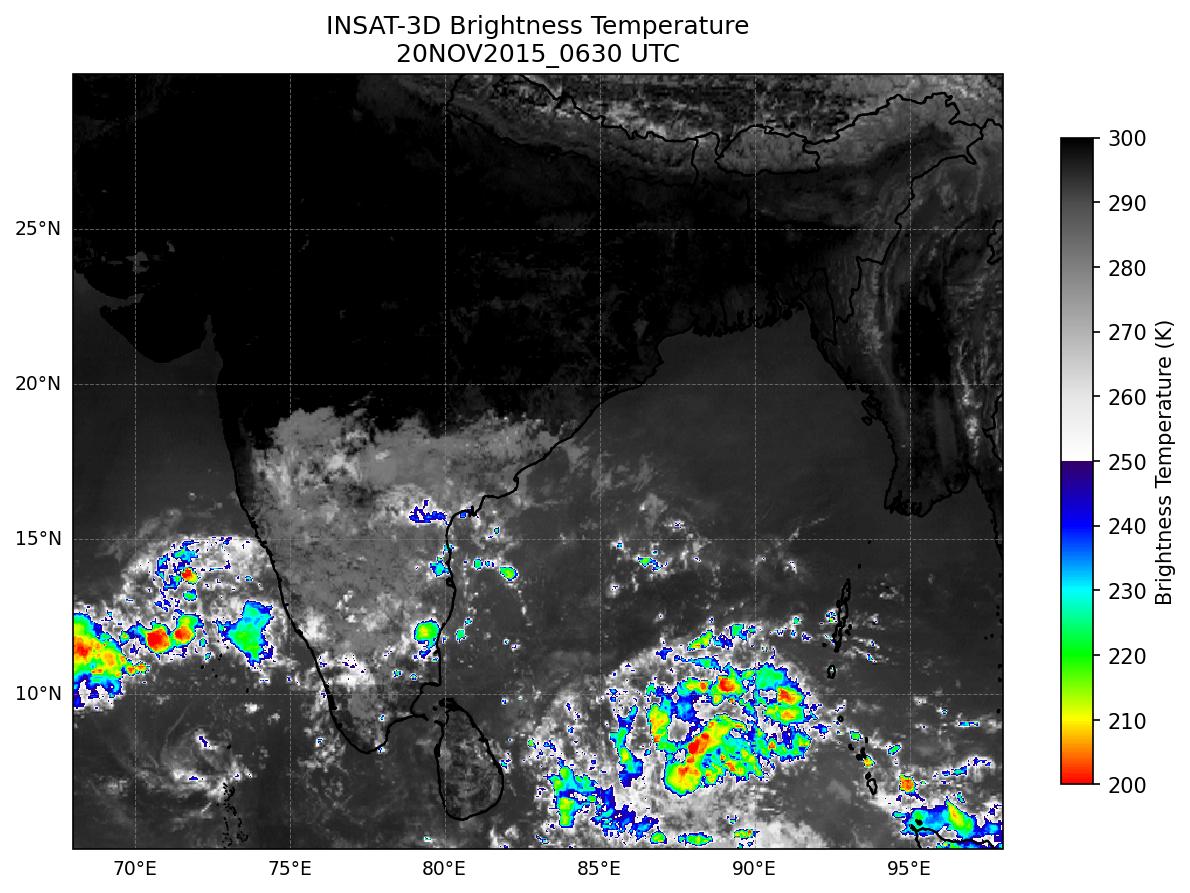 INSAT-3D Brightness Temperature
20NOV2015_0630 UTC
25°N
20°N
15°N
10°N
70°E
75°E
80°E
85°E
90°E
95°E
300
290
280
270
260
250
240
230
220
210
200
Brightness Temperature (K)